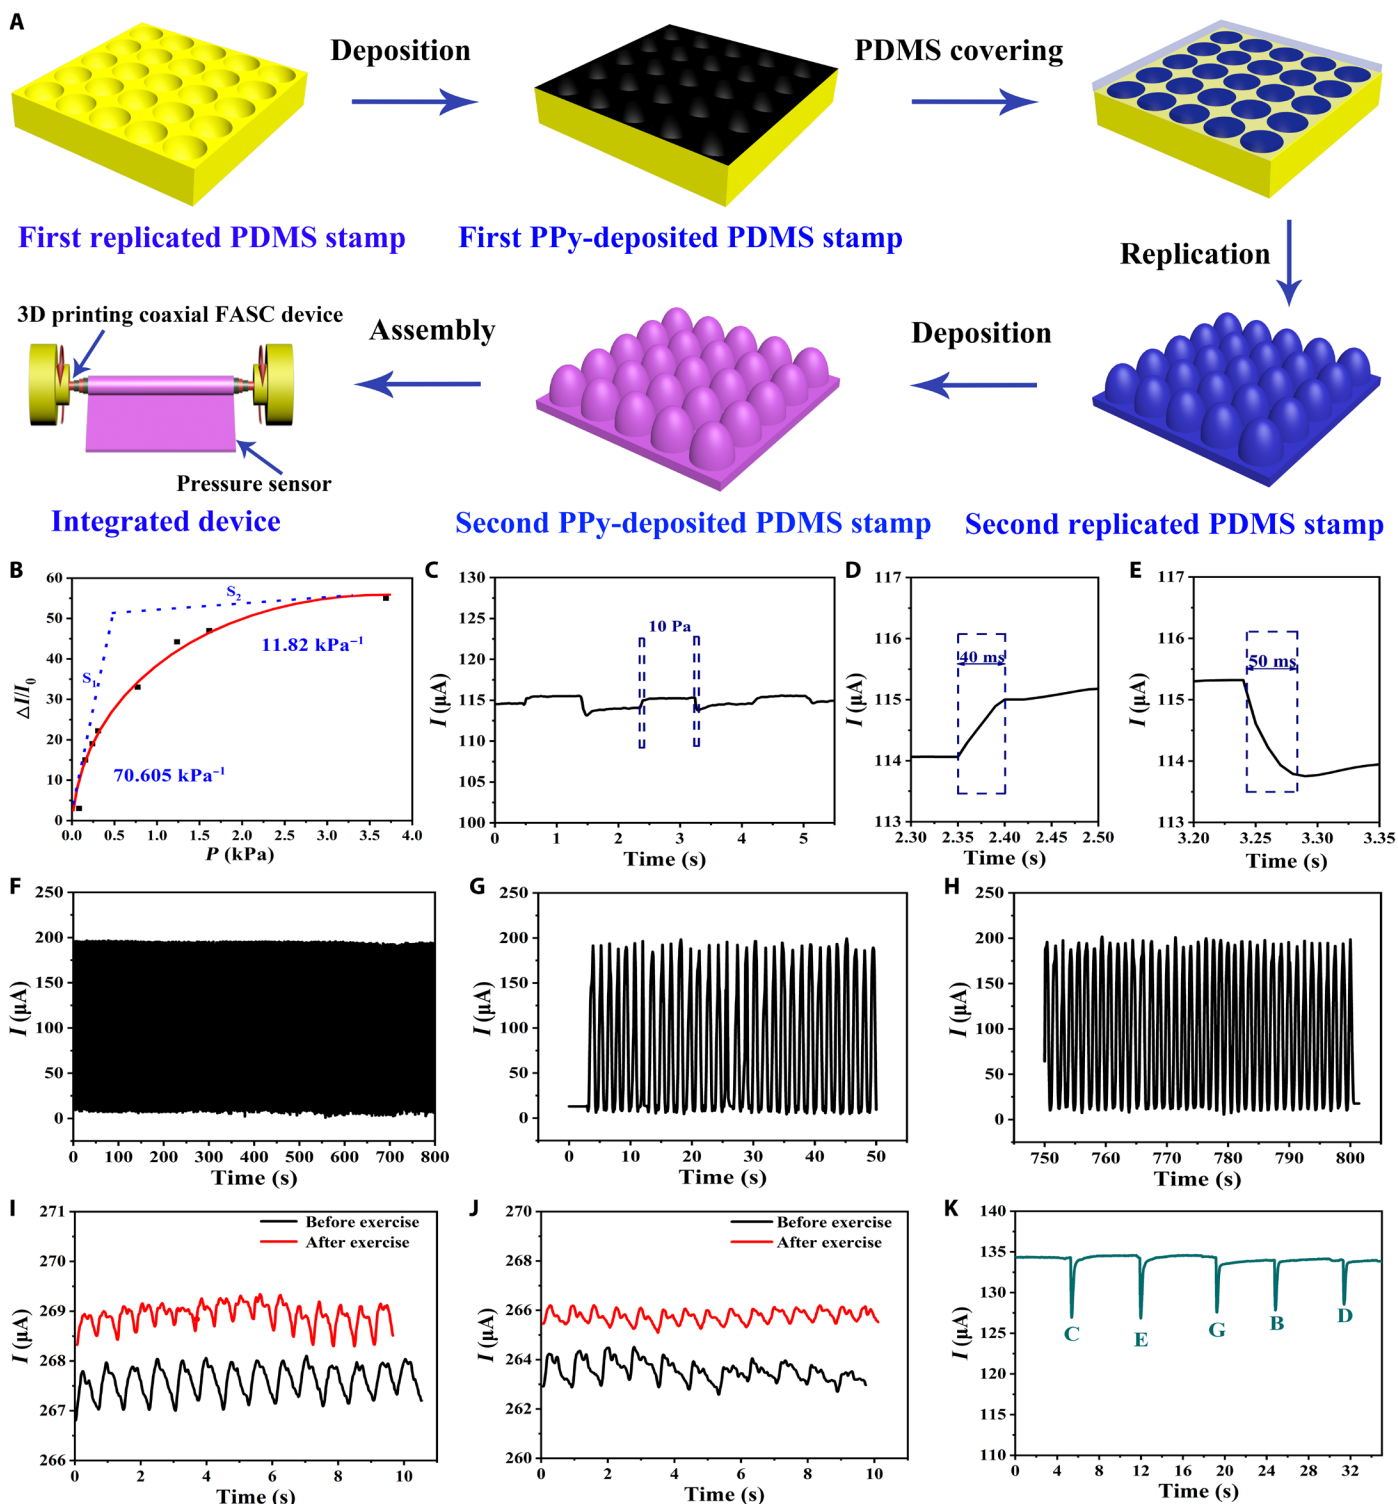 A
Deposition
PDMS covering
First replicated PDMS stamp
First PPy-deposited PDMS stamp
Replication
3D printing coaxial FASC device
Assembly
Deposition
Pressure sensor
Integrated device
Second PPy-deposited PDMS stamp
Second replicated PDMS stamp
B
60
50
40
30
20
10
0
ΔI/I₀
S₂
S₁
11.82 kPa⁻¹
70.605 kPa⁻¹
0.0 0.5 1.0 1.5 2.0 2.5 3.0 3.5 4.0
P (kPa)
C
130
125
120
115
110
105
100
I (μA)
10 Pa
0 1 2 3 4 5
Time (s)
D
117
116
115
114
113
I (μA)
40 ms
2.30 2.35 2.40 2.45 2.50
Time (s)
E
117
116
115
114
113
I (μA)
50 ms
3.20 3.25 3.30 3.35
Time (s)
F
250
200
150
100
50
0
I (μA)
0 100 200 300 400 500 600 700 800
Time (s)
G
250
200
150
100
50
0
I (μA)
0 10 20 30 40 50
Time (s)
H
250
200
150
100
50
0
I (μA)
750 760 770 780 790 800
Time (s)
I
271
270
269
268
267
266
I (μA)
Before exercise
After exercise
0 2 4 6 8 10
Time (s)
J
270
268
266
264
262
260
I (μA)
Before exercise
After exercise
0 2 4 6 8 10
Time (s)
K
140
135
130
125
120
115
110
I (μA)
C E G B D
0 4 8 12 16 20 24 28 32
Time (s)